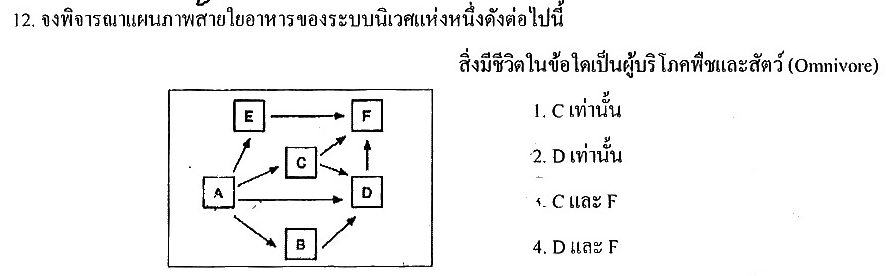 12. จงพิจารณาแผนภาพสายใยอาหารของระบบนิเวศแห่งหนึ่งดังต่อไปนี้
สิ่งมีชีวิตในข้อใดเป็นผู้บริโภคพืชและสัตว์ (Omnivore)
E F
1. C เท่านั้น
C
2. D เท่านั้น
A D
3. C และ F
B
4. D และ F